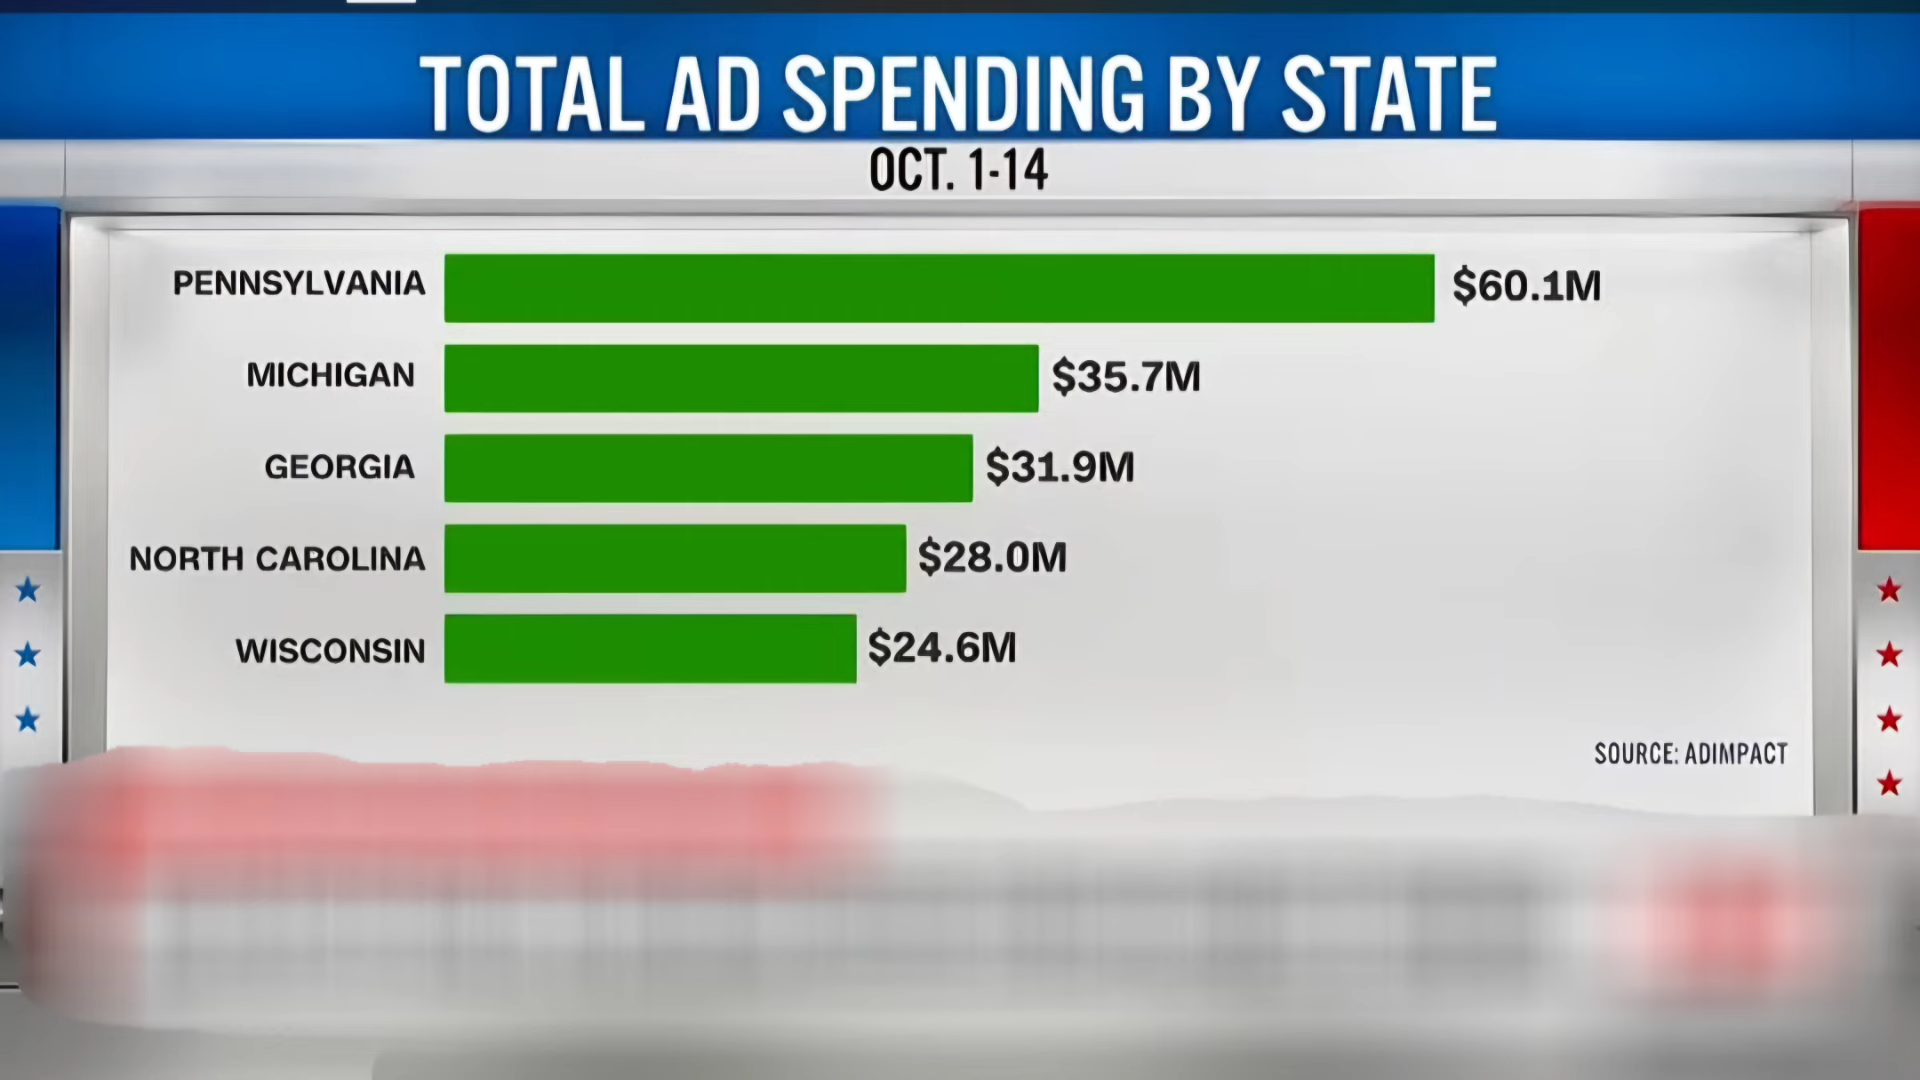 TOTAL AD SPENDING BY STATE
OCT. 1-14
PENNSYLVANIA $60.1M
MICHIGAN $35.7M
GEORGIA $31.9M
NORTH CAROLINA $28.0M
WISCONSIN $24.6M
SOURCE: ADIMPACT